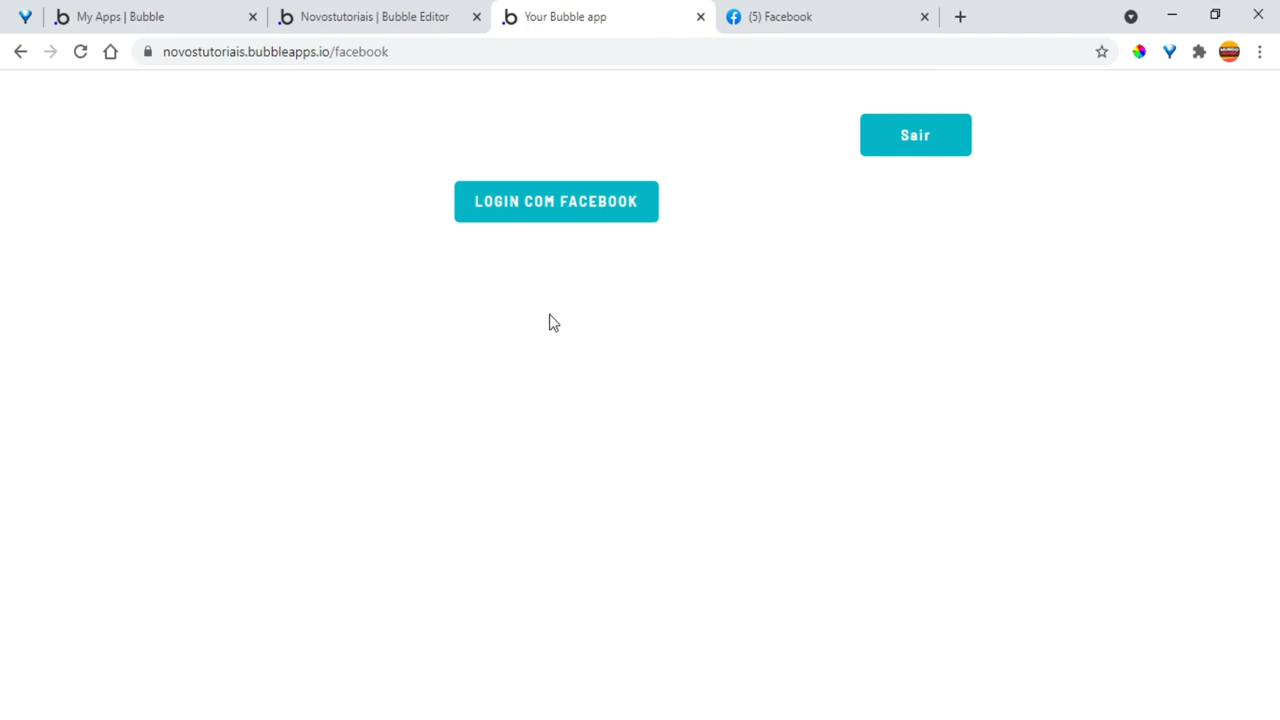 My Apps | Bubble
Novostutoriais | Bubble Editor
Your Bubble app
(5) Facebook
novostutoriais.bubbleapps.io/facebook
Sair
LOGIN COM FACEBOOK